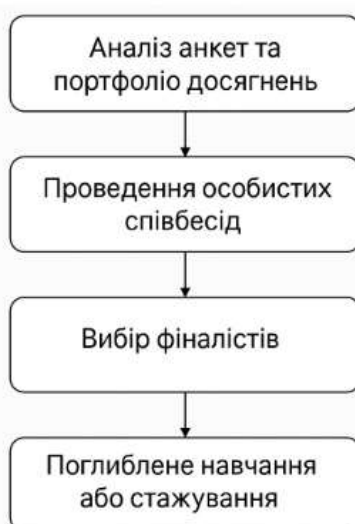 Аналіз анкет та
портфоліо досягнень
Проведення особистих
співбесід
Вибір фіналістів
Поглиблене навчання
або стажування